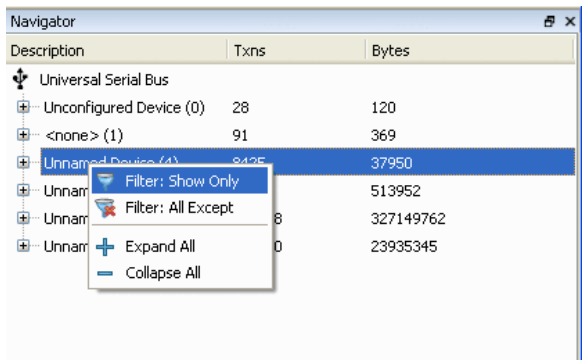 Navigator
Description Txns Bytes
Universal Serial Bus
Unconfigured Device (0) 28 120
<none> (1) 91 369
Unnamed Device (4) 8425 37950
Unnam 513952
Filter: Show Only
Filter: All Except
Unnam 8 327149762
Unnam 0 23935345
Expand All
Collapse All